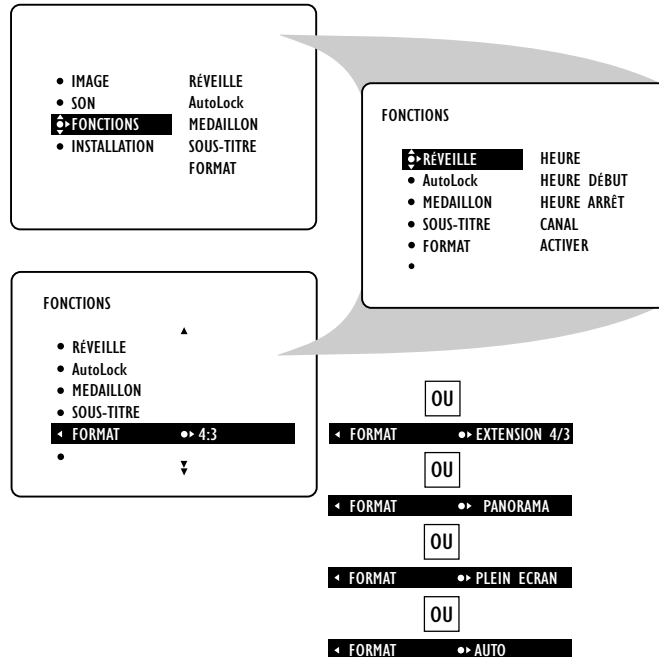 IMAGE RÉVEILLE
SON AutoLock
FONCTIONS MEDAILLON
INSTALLATION SOUS-TITRE
FORMAT
FONCTIONS
RÉVEILLE HEURE
AutoLock HEURE DÉBUT
MEDAILLON HEURE ARRÊT
SOUS-TITRE CANAL
FORMAT ACTIVER
FONCTIONS
RÉVEILLE
AutoLock
MEDAILLON
SOUS-TITRE
FORMAT 4:3
OU
FORMAT EXTENSION 4/3
OU
FORMAT PANORAMA
OU
FORMAT PLEIN ECRAN
OU
FORMAT AUTO